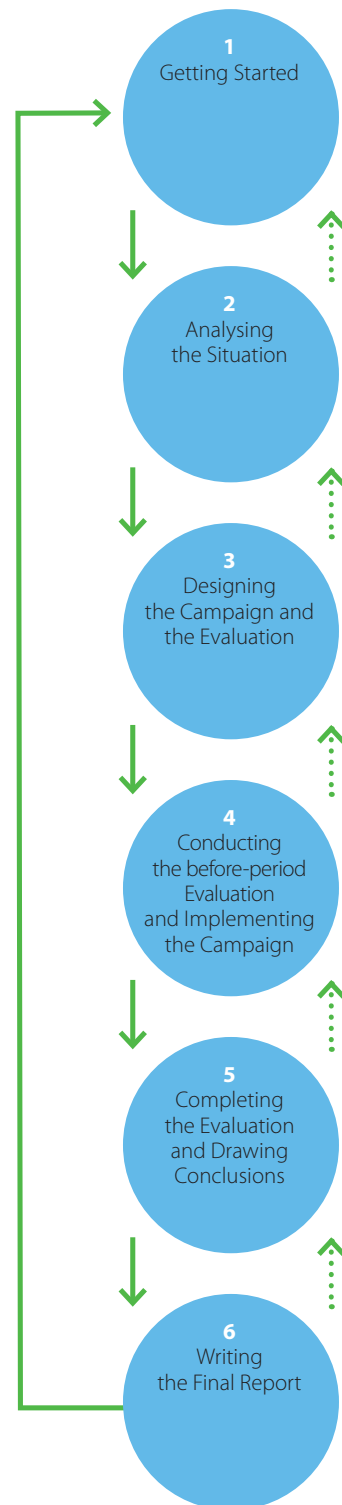 1
Getting Started
2
Analysing
the Situation
3
Designing
the Campaign and
the Evaluation
4
Conducting
the before-period
Evaluation
and Implementing
the Campaign
5
Completing
the Evaluation
and Drawing
Conclusions
6
Writing
the Final Report